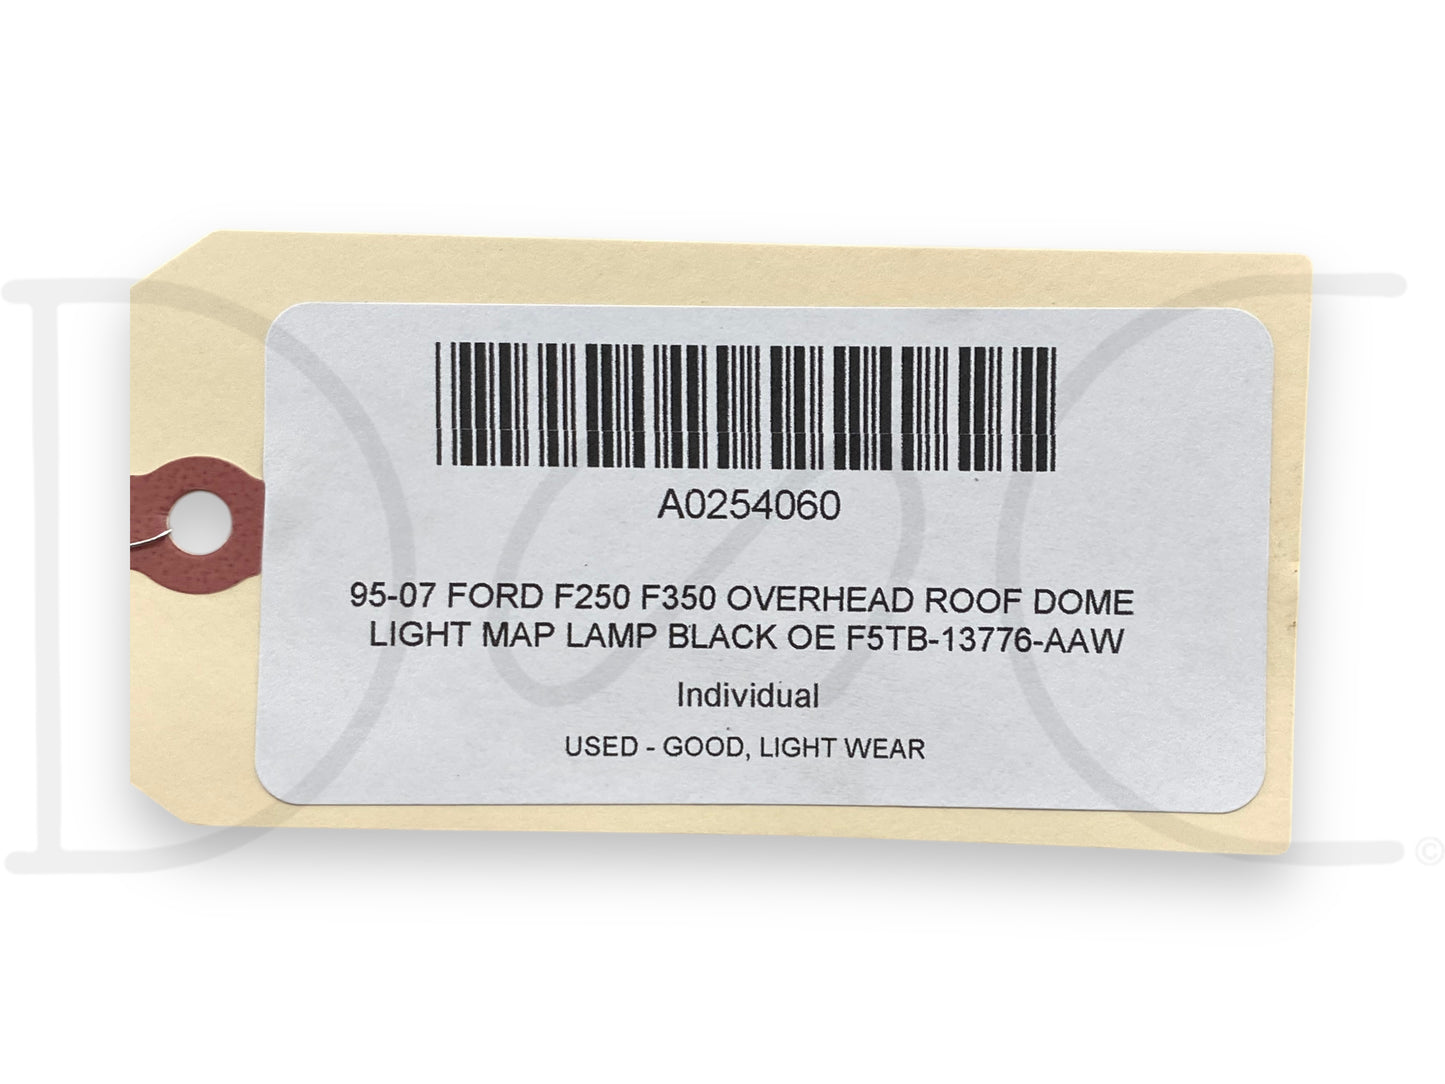 A0254060
95-07 FORD F250 F350 OVERHEAD ROOF DOME
LIGHT MAP LAMP BLACK OE F5TB-13776-AAW
Individual
USED - GOOD, LIGHT WEAR
©